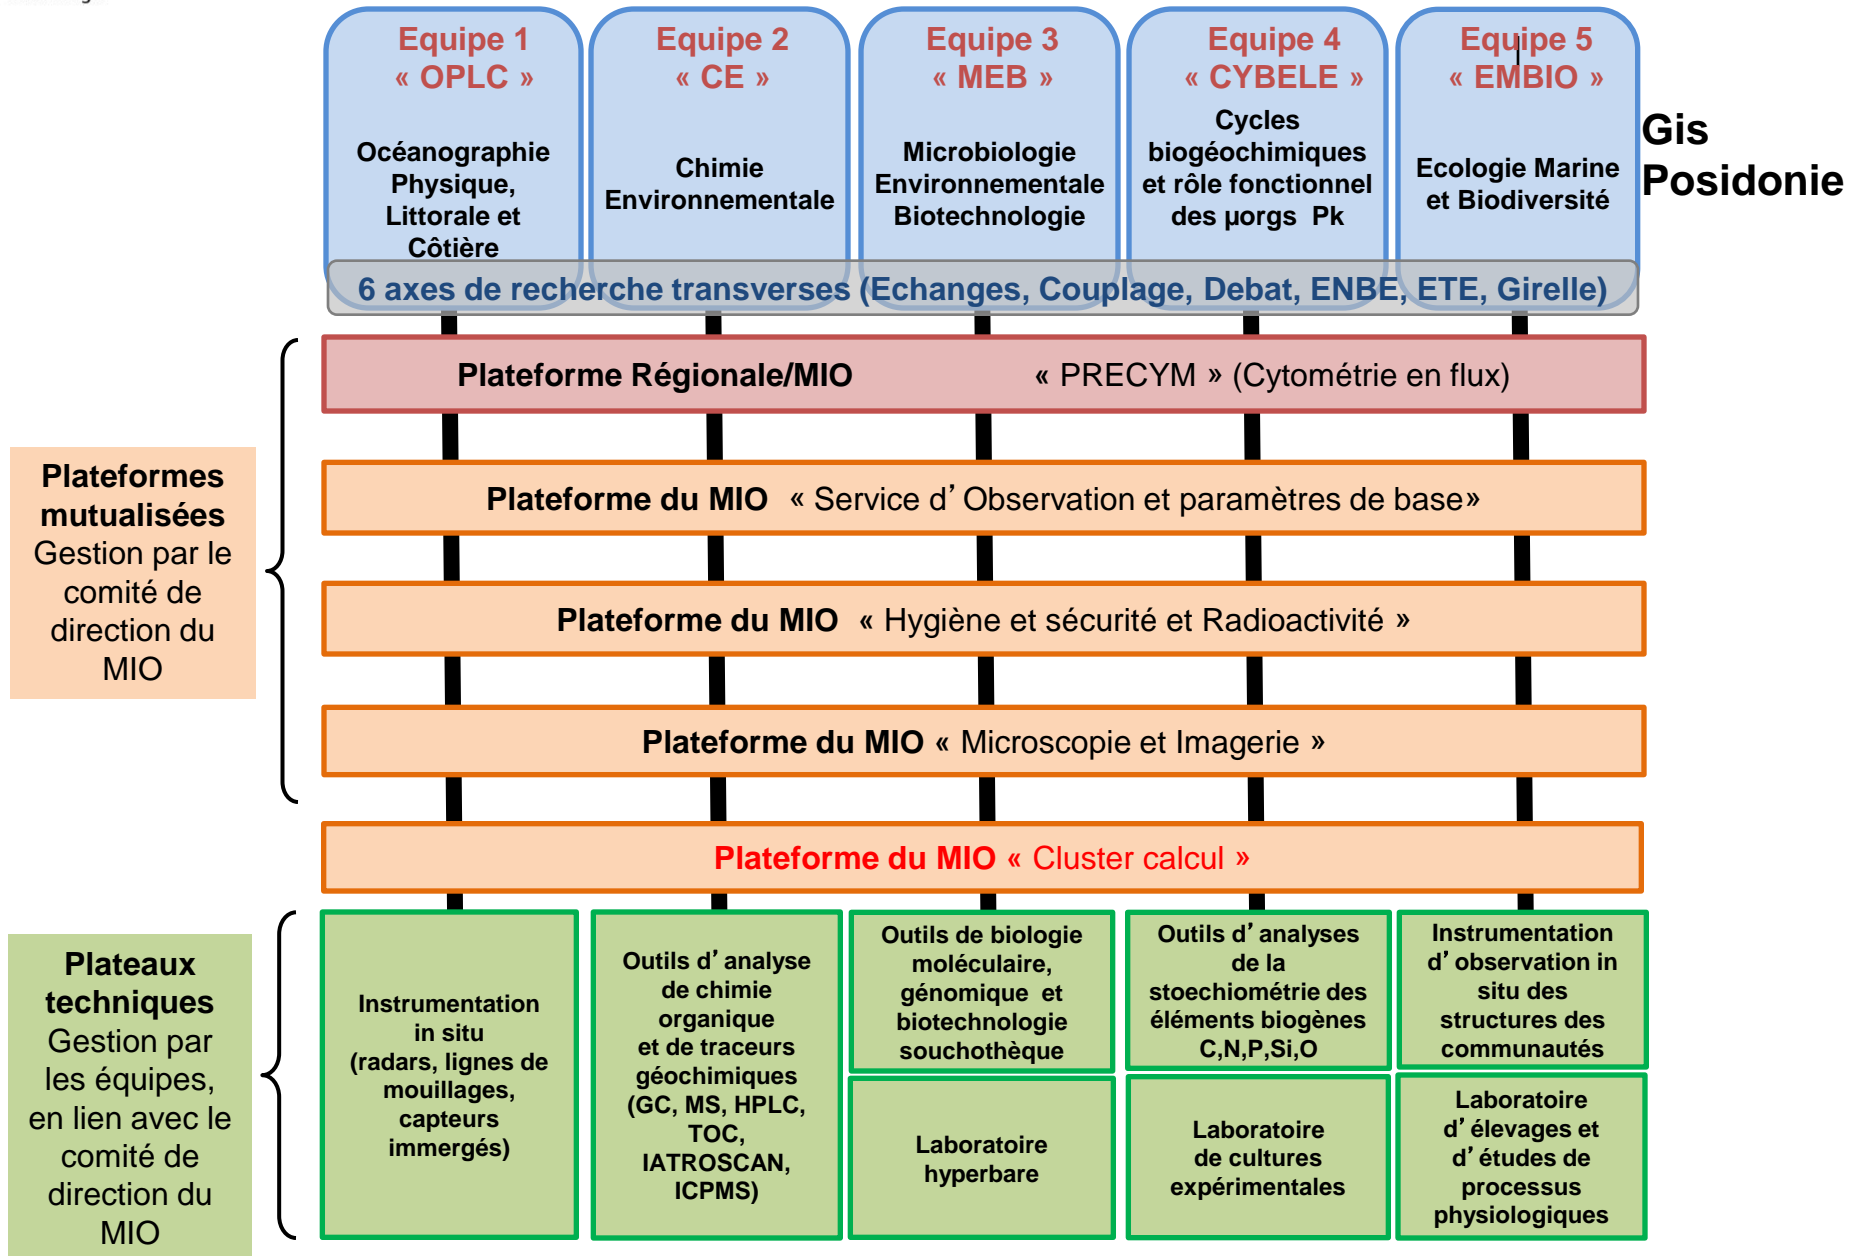 Equipe 1
« OPLC »
Océanographie
Physique,
Littorale et
Côtière
Equipe 2
« CE »
Chimie
Environnementale
Equipe 3
« MEB »
Microbiologie
Environnementale
Biotechnologie
Equipe 4
« CYBELE »
Cycles
biogéochimiques
et rôle fonctionnel
des µorgs Pk
Equipe 5
« EMBIO »
Ecologie Marine
et Biodiversité
Gis
Posidonie
6 axes de recherche transverses (Echanges, Couplage, Debat, ENBE, ETE, Girelle)
Plateformes
mutualisées
Gestion par le
comité de
direction du
MIO
Plateforme Régionale/MIO « PRECYM » (Cytométrie en flux)
Plateforme du MIO « Service d’Observation et paramètres de base»
Plateforme du MIO « Hygiène et sécurité et Radioactivité »
Plateforme du MIO « Microscopie et Imagerie »
Plateforme du MIO « Cluster calcul »
Plateaux
techniques
Gestion par
les équipes,
en lien avec le
comité de
direction du
MIO
Instrumentation
in situ
(radars, lignes de
mouillages,
capteurs
immergés)
Outils d’analyse
de chimie
organique
et de traceurs
géochimiques
(GC, MS, HPLC,
TOC,
IATROSCAN,
ICPMS)
Outils de biologie
moléculaire,
génomique et
biotechnologie
souchothèque
Laboratoire
hyperbare
Outils d’analyses
de la
stoechiométrie des
éléments biogènes
C,N,P,Si,O
Laboratoire
de cultures
expérimentales
Instrumentation
d’observation in
situ des
structures des
communautés
Laboratoire
d’élevages et
d’études de
processus
physiologiques